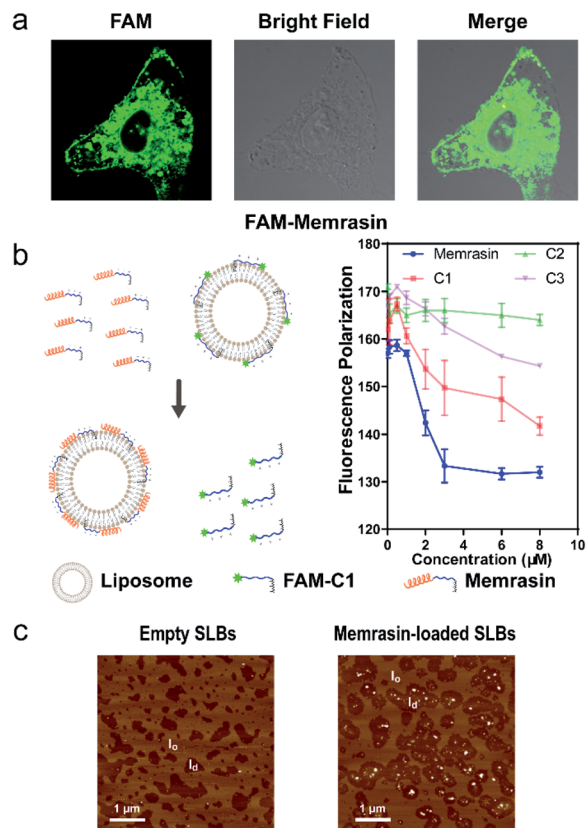 a
FAM
Bright Field
Merge
FAM-Memrasin
b
170
160
150
140
130
120
Fluorescence Polarization
Memrasin
C1
C2
C3
0
2
4
6
8
10
Concentration (µM)
Liposome
FAM-C1
Memrasin
c
Empty SLBs
Memrasin-loaded SLBs
lo
ld
1 µm
lo
ld
1 µm